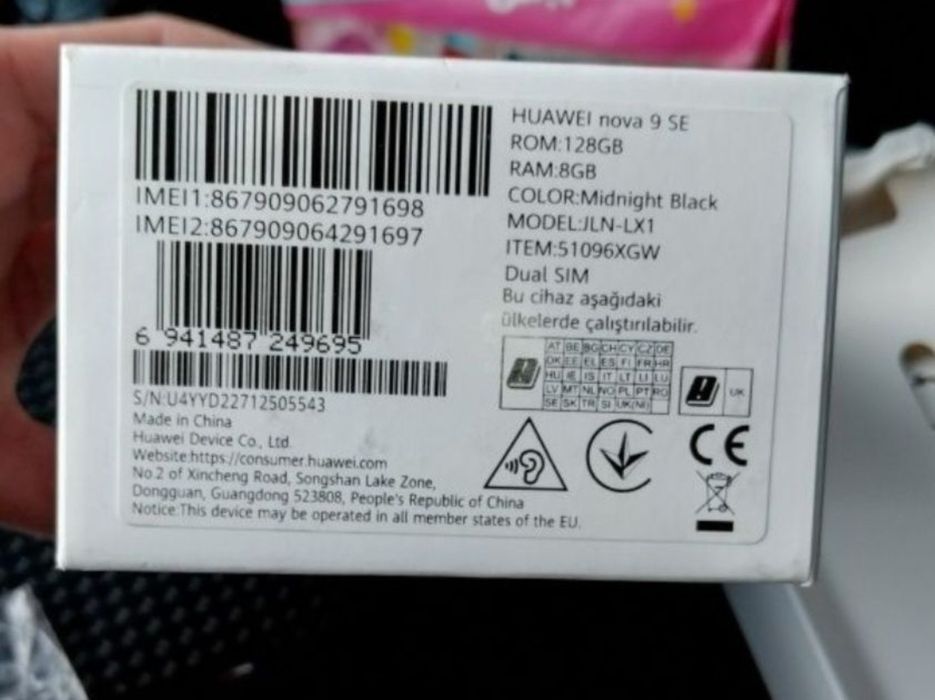 IMEI1:867909062791698
IMEI2:867909064291697
6 941487 249695
S/N:U4YYD22712505543
Made in China
Huawei Device Co., Ltd.
Website:https://consumer.huawei.com
No.2 of Xincheng Road, Songshan Lake Zone,
Dongguan, Guangdong 523808, People's Republic of China
Notice:This device may be operated in all member states of the EU.
HUAWEI nova 9 SE
ROM:128GB
RAM:8GB
COLOR:Midnight Black
MODEL:JLN-LX1
ITEM:51096XGW
Dual SIM
Bu cihaz aşağıdaki
ülkelerde çalıştırılabilir.
AT BE BG CH CY CZ DE
DK EE EL ES FI FR HR
HU IE IS IT LT LI LU
LV MT NL NO PL PT RO
SE SK TR SI UK(NI)
UK
CE